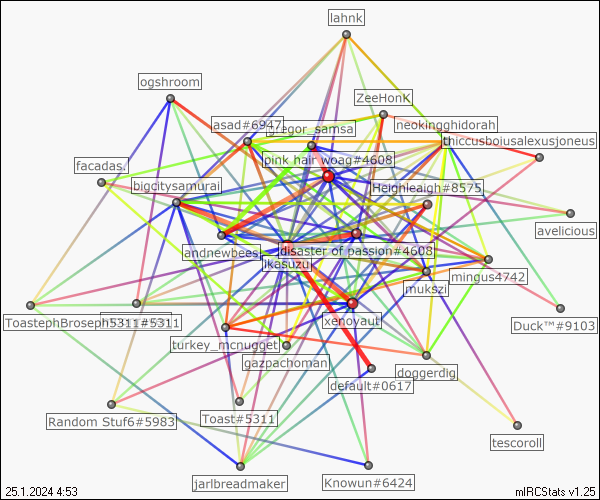 lahnk
ogshroom
ZeeHonK
asad#6947
gregor_samsa
neokingghidorah
thiccusboiusalexusjoneus
pink hair woag#4608
facadas.
bigcitysamurai
Heighleaigh#8575
avelicious
andnewbees
disaster of bassion#4608
iKasuzu
mingus4742
mukszi
ToastephBroseph5311#5311
xenoyaut
Duck™#9103
turkey_mcnugget
gazpachoman
doggerdig
default#0617
Random Stuf6#5983
Toast#5311
tescoroll
jarlbreadmaker
Knowun#6424
25.1.2024 4:53
mIRCStats v1.25